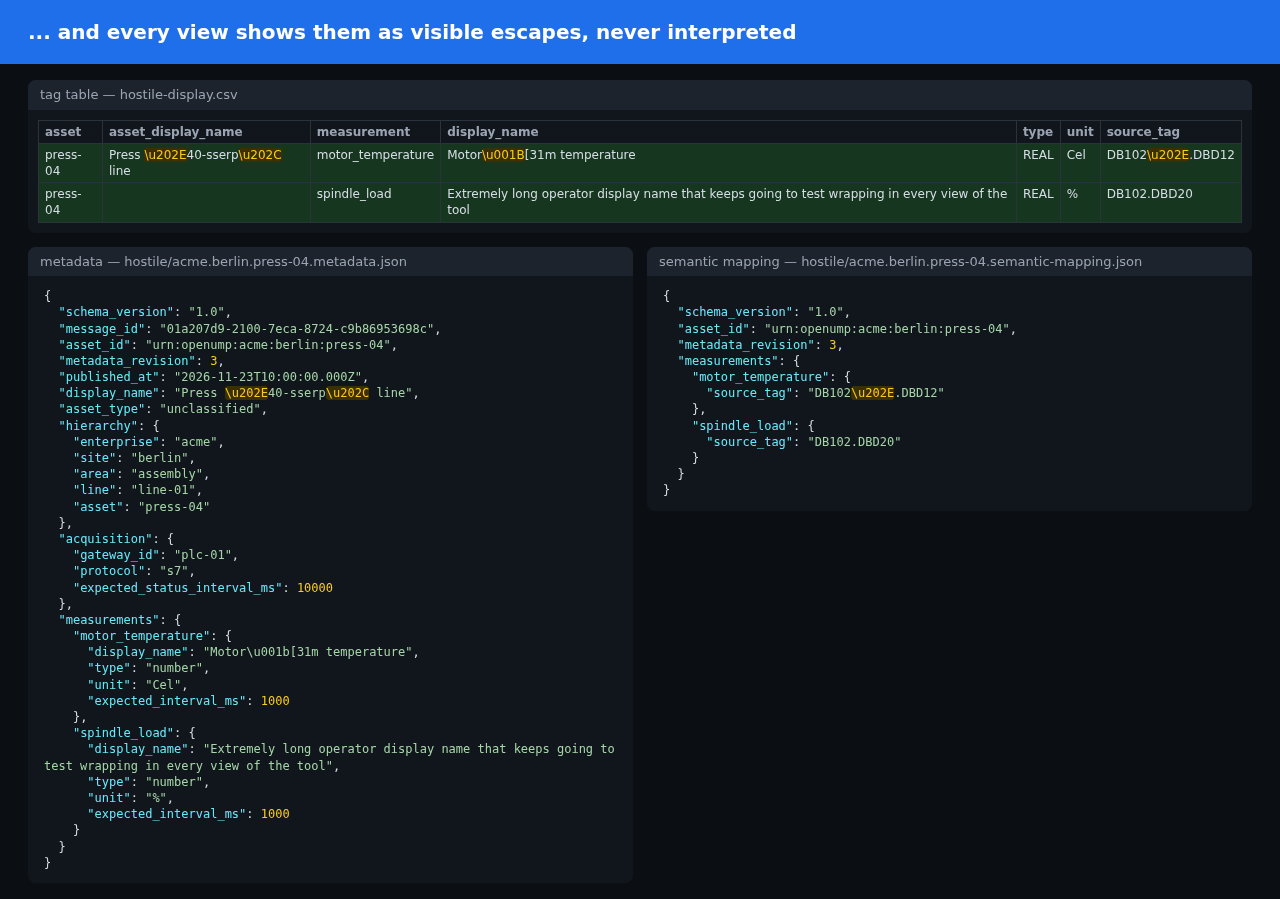 ... and every view shows them as visible escapes, never interpreted
tag table — hostile-display.csv
asset asset_display_name measurement display_name type unit source_tag
press- Press \u202E40-sserp\u202C motor_temperature Motor\u001B[31m temperature REAL Cel DB102\u202E.DBD12
04 line
press- spindle_load Extremely long operator display name that keeps going to test wrapping in every view of the REAL % DB102.DBD20
04 tool
metadata — hostile/acme.berlin.press-04.metadata.json
{
  "schema_version": "1.0",
  "message_id": "01a207d9-2100-7eca-8724-c9b86953698c",
  "asset_id": "urn:openump:acme:berlin:press-04",
  "metadata_revision": 3,
  "published_at": "2026-11-23T10:00:00.000Z",
  "display_name": "Press \u202E40-sserp\u202C line",
  "asset_type": "unclassified",
  "hierarchy": {
    "enterprise": "acme",
    "site": "berlin",
    "area": "assembly",
    "line": "line-01",
    "asset": "press-04"
  },
  "acquisition": {
    "gateway_id": "plc-01",
    "protocol": "s7",
    "expected_status_interval_ms": 10000
  },
  "measurements": {
    "motor_temperature": {
      "display_name": "Motor\u001b[31m temperature",
      "type": "number",
      "unit": "Cel",
      "expected_interval_ms": 1000
    },
    "spindle_load": {
      "display_name": "Extremely long operator display name that keeps going to
test wrapping in every view of the tool",
      "type": "number",
      "unit": "%",
      "expected_interval_ms": 1000
    }
  }
}
semantic mapping — hostile/acme.berlin.press-04.semantic-mapping.json
{
  "schema_version": "1.0",
  "asset_id": "urn:openump:acme:berlin:press-04",
  "metadata_revision": 3,
  "measurements": {
    "motor_temperature": {
      "source_tag": "DB102\u202E.DBD12"
    },
    "spindle_load": {
      "source_tag": "DB102.DBD20"
    }
  }
}